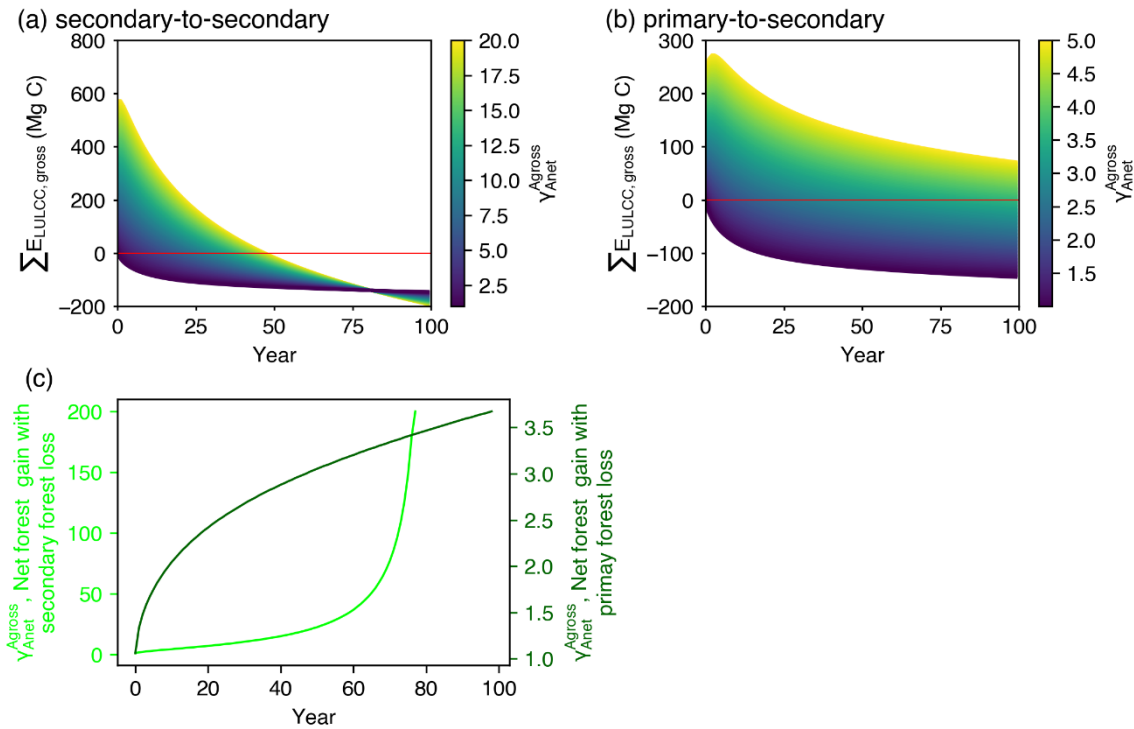 (a) secondary-to-secondary
800
600
400
200
0
−200
∑E_LULCC, gross (Mg C)
0 25 50 75 100
Year
20.0
17.5
15.0
12.5
10.0
7.5
5.0
2.5
γ^Agross_Anet
(b) primary-to-secondary
300
200
100
0
−100
−200
∑E_LULCC, gross (Mg C)
0 25 50 75 100
Year
5.0
4.5
4.0
3.5
3.0
2.5
2.0
1.5
γ^Agross_Anet
(c)
γ^Agross_Anet, Net forest gain with
secondary forest loss
200
150
100
50
0
0 20 40 60 80 100
Year
3.5
3.0
2.5
2.0
1.5
1.0
γ^Agross_Anet, Net forest gain with
primay forest loss